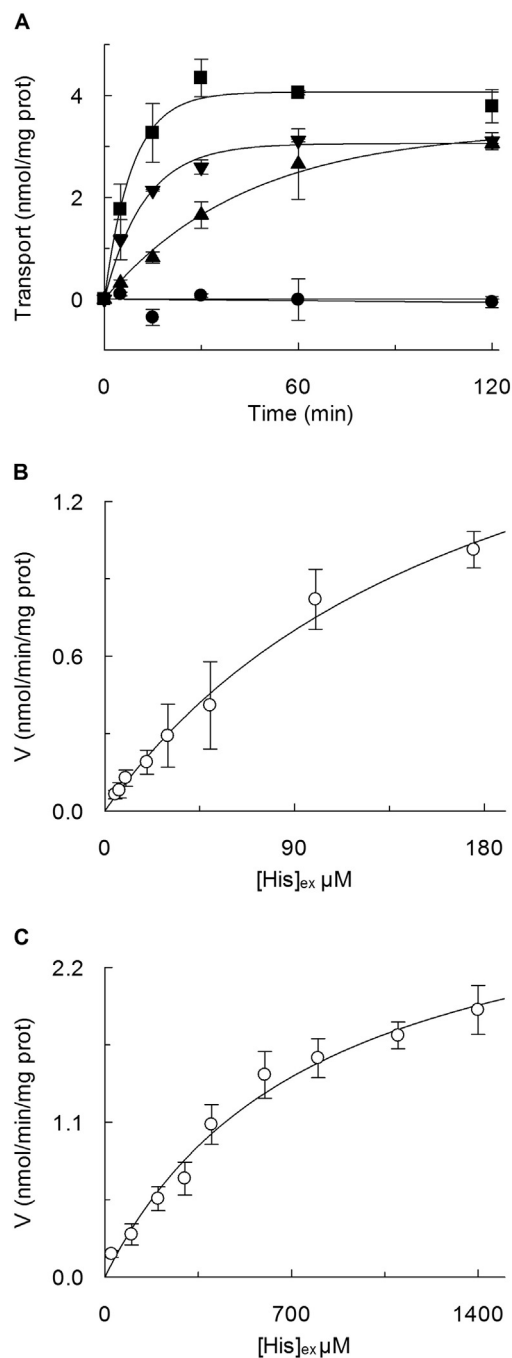 A
Transport (nmol/mg prot)
4
2
0
0 60 120
Time (min)
B
V (nmol/min/mg prot)
1.2
0.6
0.0
0 90 180
[His]ex μM
C
V (nmol/min/mg prot)
2.2
1.1
0.0
0 700 1400
[His]ex μM